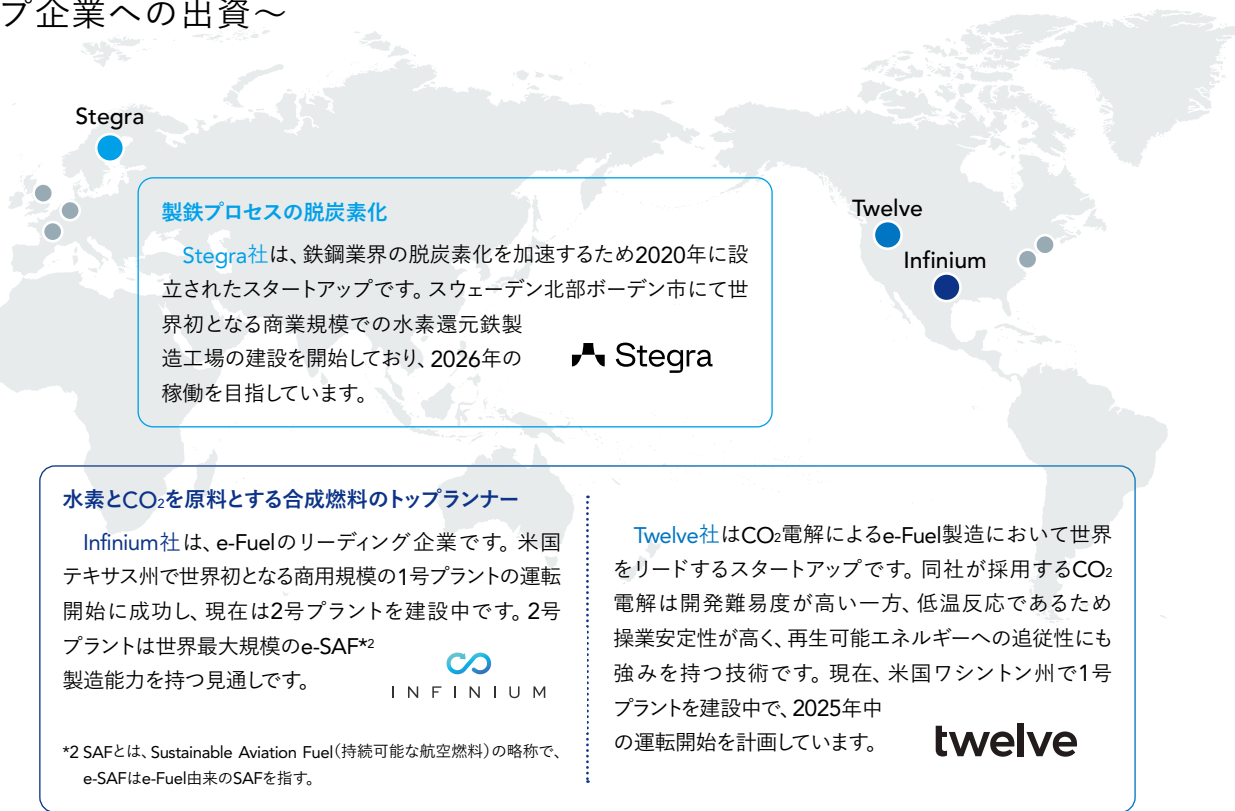 プ企業への出資～
Stegra
製鉄プロセスの脱炭素化
Stegra社は、鉄鋼業界の脱炭素化を加速するため2020年に設
立されたスタートアップです。スウェーデン北部ボーデン市にて世
界初となる商業規模での水素還元鉄製
造工場の建設を開始しており、2026年の
稼働を目指しています。
Stegra
Twelve
Infinium
水素とCO₂を原料とする合成燃料のトップランナー
Infinium社は、e-Fuelのリーディング企業です。米国
テキサス州で世界初となる商用規模の1号プラントの運転
開始に成功し、現在は2号プラントを建設中です。2号
プラントは世界最大規模のe-SAF*2
製造能力を持つ見通しです。
INFINIUM
*2 SAFとは、Sustainable Aviation Fuel（持続可能な航空燃料）の略称で、
e-SAFはe-Fuel由来のSAFを指す。
Twelve社はCO₂電解によるe-Fuel製造において世界
をリードするスタートアップです。同社が採用するCO₂
電解は開発難易度が高い一方、低温反応であるため
操業安定性が高く、再生可能エネルギーへの追従性にも
強みを持つ技術です。現在、米国ワシントン州で1号
プラントを建設中で、2025年中
の運転開始を計画しています。
twelve